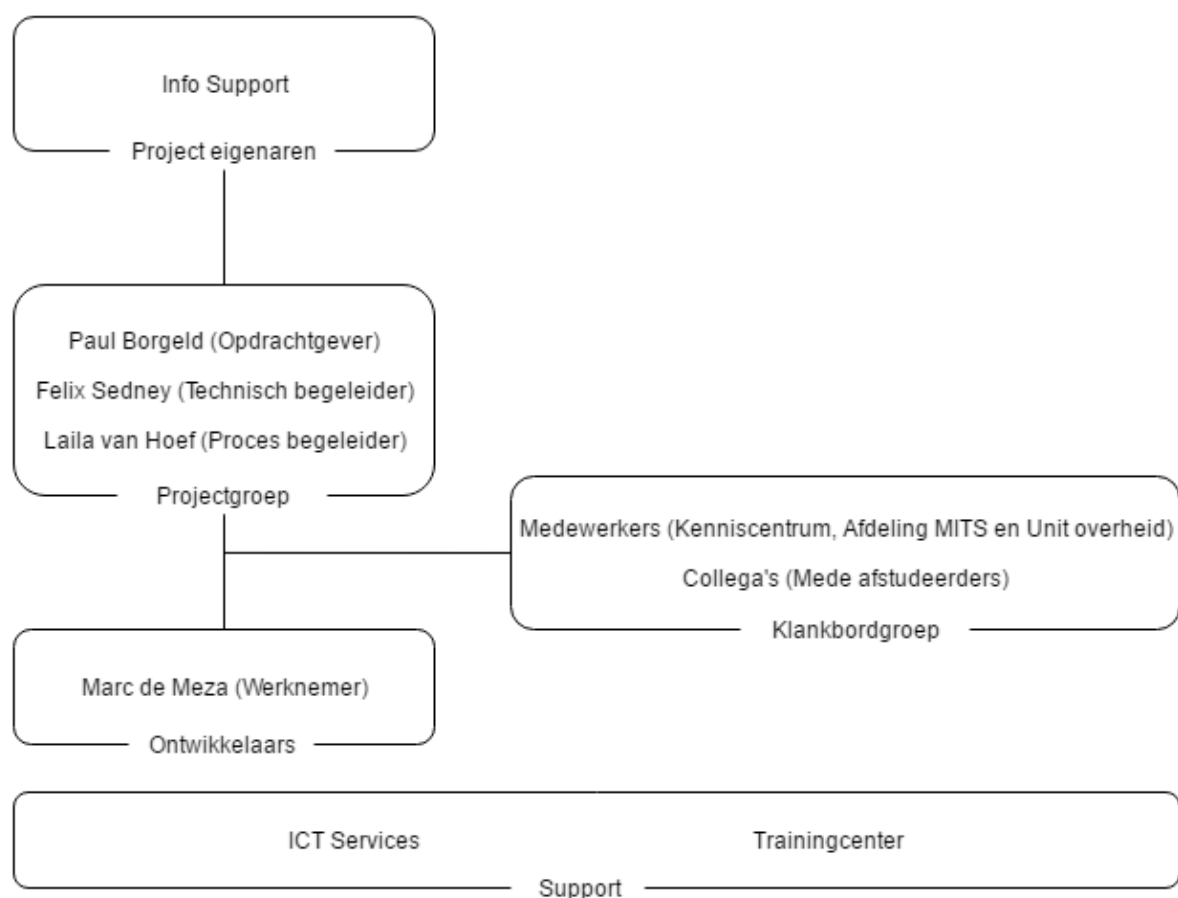 Info Support
Project eigenaren
Paul Borgeld (Opdrachtgever)
Felix Sedney (Technisch begeleider)
Laila van Hoef (Proces begeleider)
Projectgroep
Medewerkers (Kenniscentrum, Afdeling MITS en Unit overheid)
Collega's (Mede afstudeerders)
Klankbordgroep
Marc de Meza (Werknemer)
Ontwikkelaars
ICT Services
Trainingcenter
Support